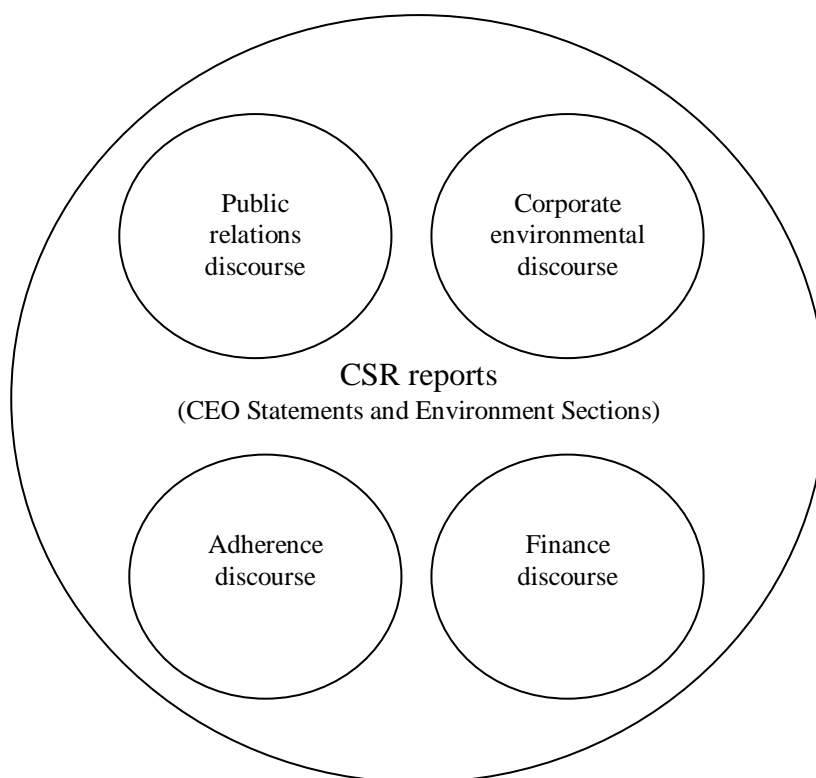 Public
relations
discourse
Corporate
environmental
discourse
CSR reports
(CEO Statements and Environment Sections)
Adherence
discourse
Finance
discourse